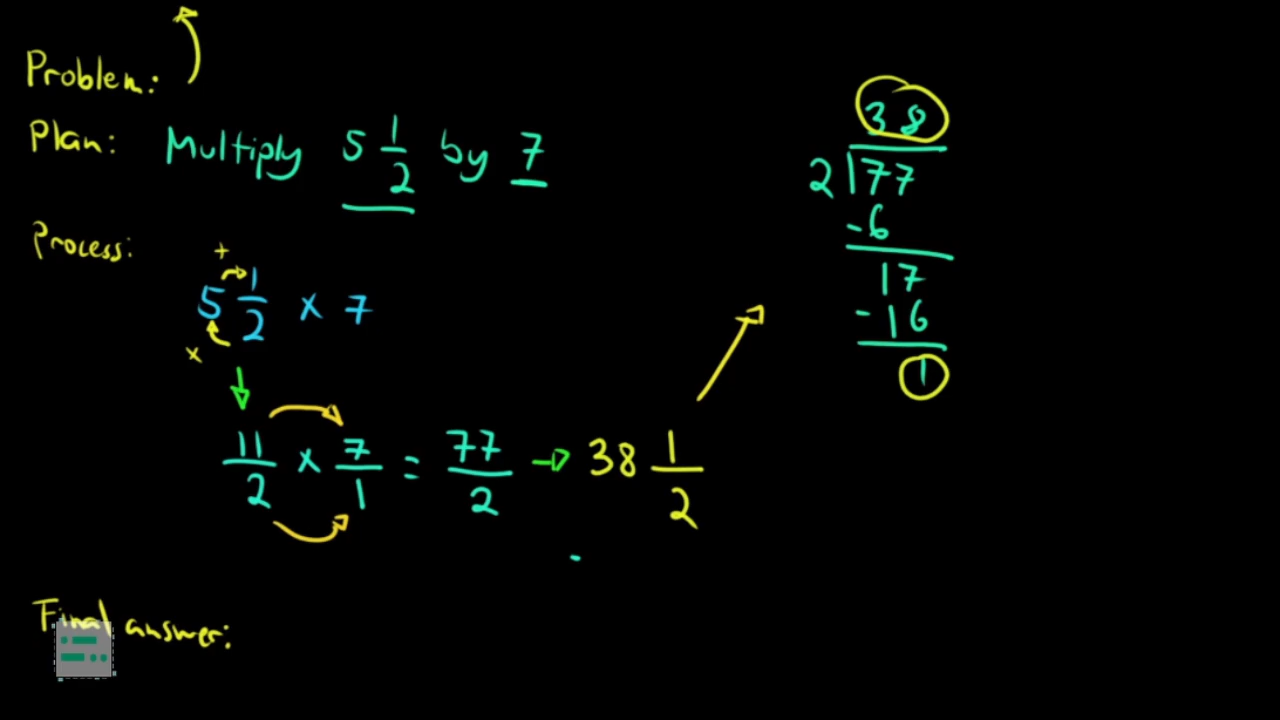 Problem:
Plan: Multiply 5 1/2 by 7
Process:
+
5 1/2 x 7
x
11/2 x 7/1 = 77/2 → 38 1/2
Final answer:
38
2 77
-6
17
-16
1